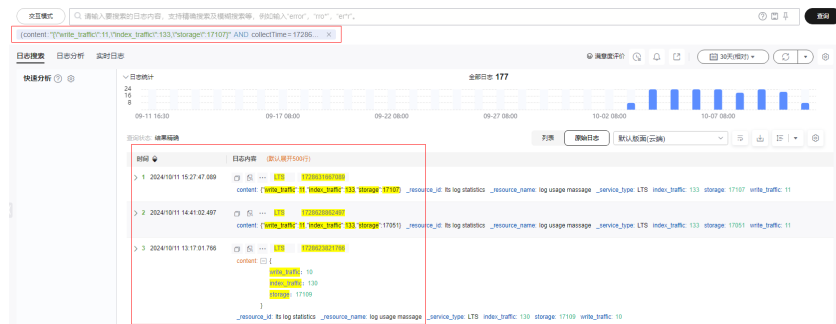 交互模式
请输入要搜索的日志内容，支持精确搜索及模糊搜索等，例如输入"error"、"rro?"、"er*"。
查询
(content :"{\"write_traffic\":11,\"index_traffic\":133,\"storage\":17107}" AND collectTime = 17286... ×
日志搜索 日志分析 实时日志
满意度评价 30天(相对)
快速分析
日志统计 全部日志 177
24
16
8
09-11 16:30 09-17 08:00 09-22 08:00 09-27 08:00 10-02 08:00 10-07 08:00
查询状态: 结果精确 列表 原始日志 默认版面(云端)
时间 日志内容 (默认展开500行)
1 2024/10/11 15:27:47.089 LTS 1728631667089
content: {"write_traffic":11,"index_traffic":133,"storage":17107} _resource_id: lts log statistics _resource_name: log usage massage _service_type: LTS index_traffic: 133 storage: 17107 write_traffic: 11
2 2024/10/11 14:41:02.497 LTS 1728628862497
content: {"write_traffic":11,"index_traffic":133,"storage":17051} _resource_id: lts log statistics _resource_name: log usage massage _service_type: LTS index_traffic: 133 storage: 17051 write_traffic: 11
3 2024/10/11 13:17:01.766 LTS 1728623821766
content {
write_traffic: 10
index_traffic: 130
storage: 17109
}
_resource_id: lts log statistics _resource_name: log usage massage _service_type: LTS index_traffic: 130 storage: 17109 write_traffic: 10